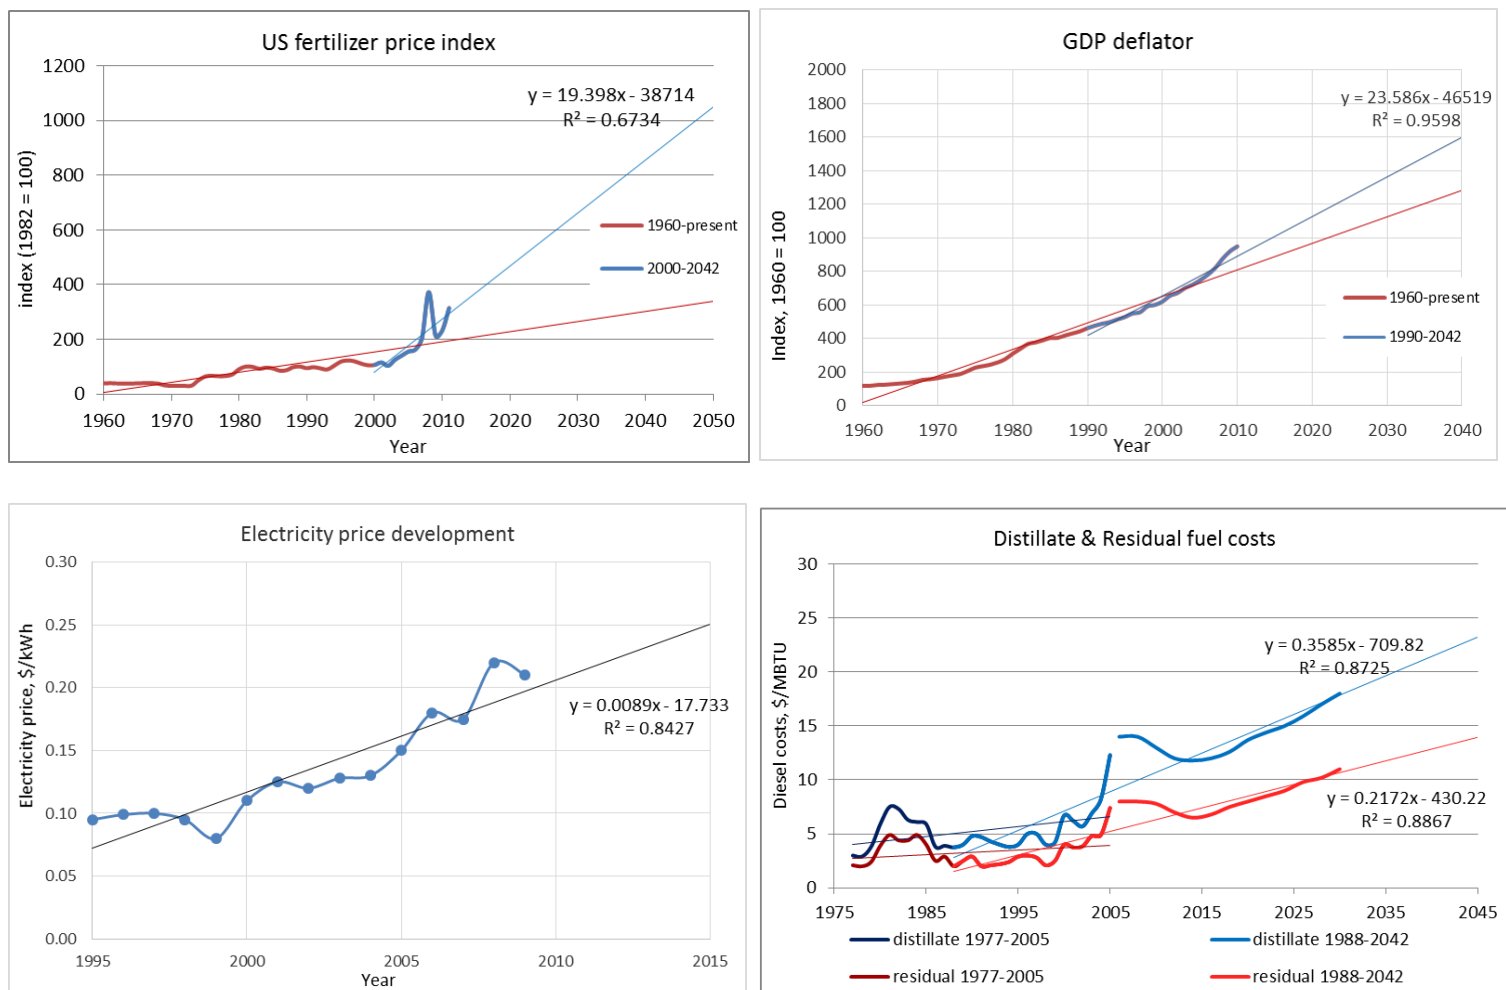 US fertilizer price index
1200
1000
800
600
400
200
0
index (1982 = 100)
y = 19.398x - 38714
R² = 0.6734
1960-present
2000-2042
1960 1970 1980 1990 2000 2010 2020 2030 2040 2050
Year
GDP deflator
2000
1800
1600
1400
1200
1000
800
600
400
200
0
Index, 1960 = 100
y = 23.586x - 46519
R² = 0.9598
1960-present
1990-2042
1960 1970 1980 1990 2000 2010 2020 2030 2040
Year
Electricity price development
0.30
0.25
0.20
0.15
0.10
0.05
0.00
Electricity price, $/kWh
y = 0.0089x - 17.733
R² = 0.8427
1995 2000 2005 2010 2015
Year
Distillate & Residual fuel costs
30
25
20
15
10
5
0
Diesel costs, $/MBTU
y = 0.3585x - 709.82
R² = 0.8725
y = 0.2172x - 430.22
R² = 0.8867
1975 1985 1995 2005 2015 2025 2035 2045
distillate 1977-2005 distillate 1988-2042
residual 1977-2005 residual 1988-2042